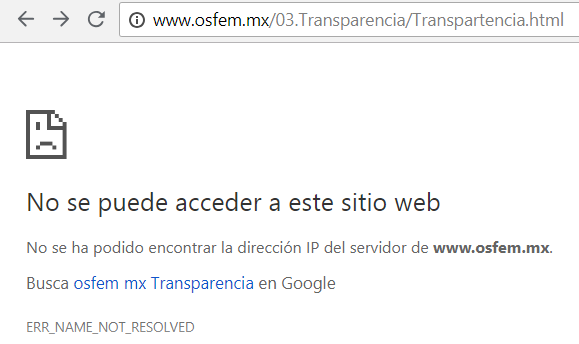 www.osfem.mx/03.Transparencia/Transpartencia.html
No se puede acceder a este sitio web
No se ha podido encontrar la dirección IP del servidor de www.osfem.mx.
Busca osfem mx Transparencia en Google
ERR_NAME_NOT_RESOLVED